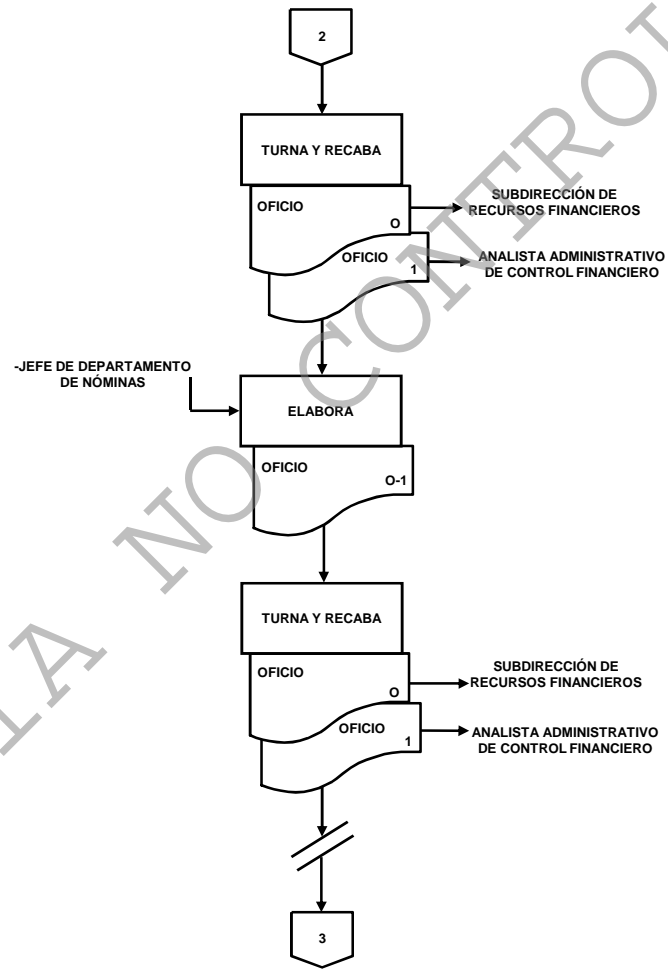 2
TURNA Y RECABA
OFICIO
O
SUBDIRECCIÓN DE
RECURSOS FINANCIEROS
OFICIO
1
ANALISTA ADMINISTRATIVO
DE CONTROL FINANCIERO
-JEFE DE DEPARTAMENTO
DE NÓMINAS
ELABORA
OFICIO
O-1
TURNA Y RECABA
OFICIO
O
SUBDIRECCIÓN DE
RECURSOS FINANCIEROS
OFICIO
1
ANALISTA ADMINISTRATIVO
DE CONTROL FINANCIERO
3
IA NO CONTROL